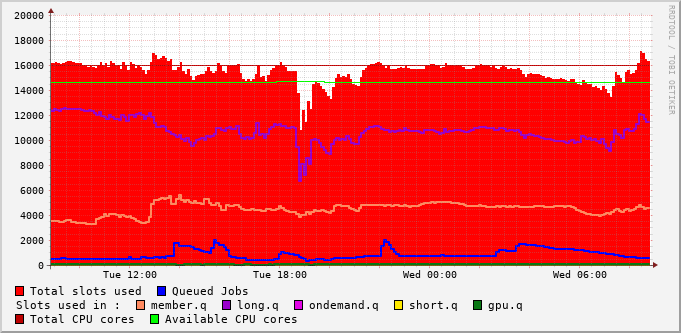 20000
18000
16000
14000
12000
10000
8000
6000
4000
2000
0
Tue 12:00 Tue 18:00 Wed 00:00 Wed 06:00
RRDTOOL / TOBI OETIKER
Total slots used Queued Jobs
Slots used in : member.q long.q ondemand.q short.q gpu.q
Total CPU cores Available CPU cores